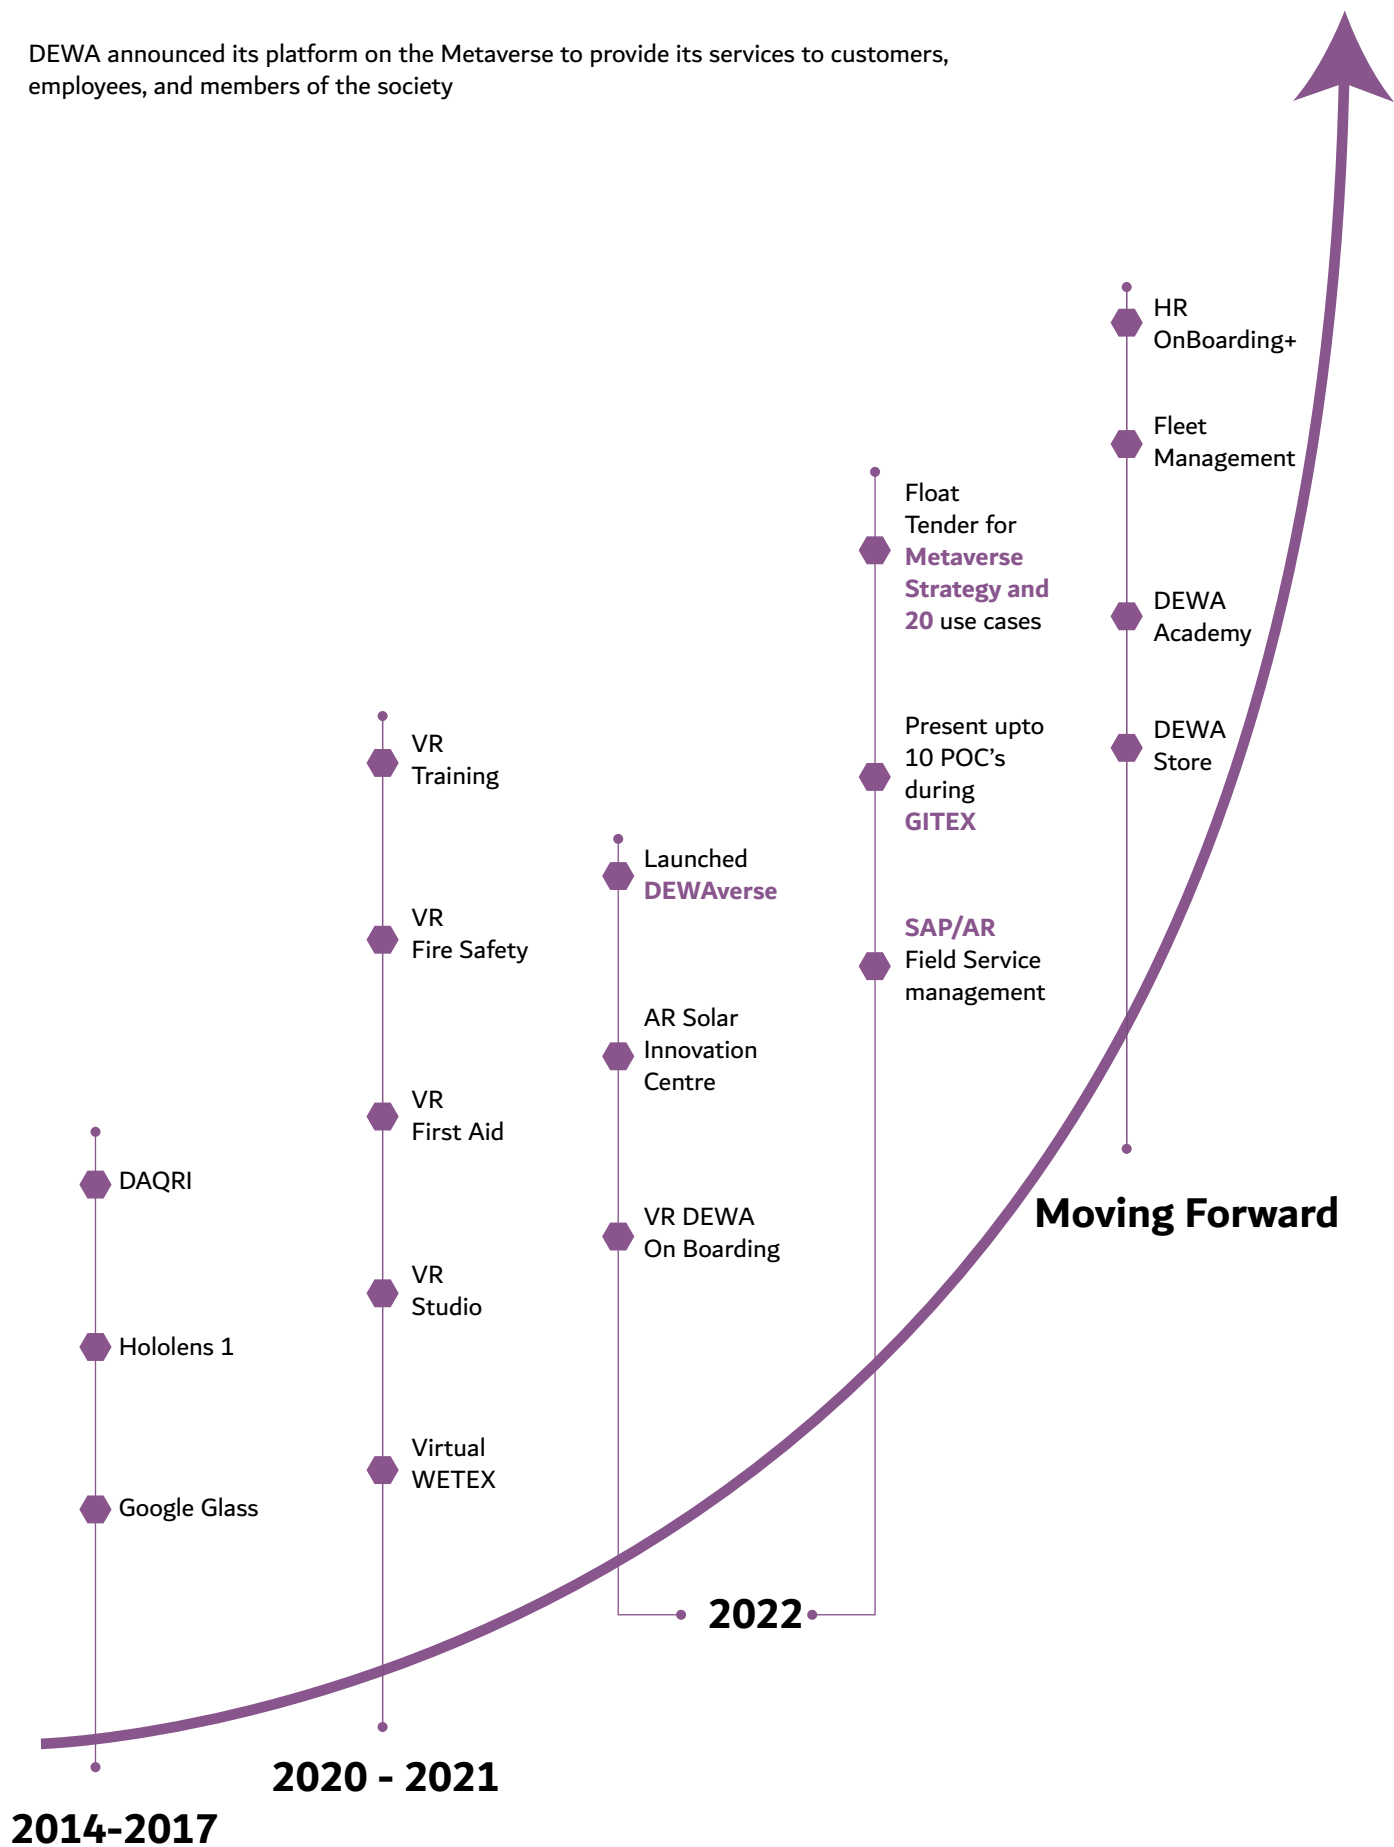 DEWA announced its platform on the Metaverse to provide its services to customers,
employees, and members of the society
DAQRI
Hololens 1
Google Glass
2014-2017
VR
Training
VR
Fire Safety
VR
First Aid
VR
Studio
Virtual
WETEX
2020 - 2021
Launched
DEWAverse
AR Solar
Innovation
Centre
VR DEWA
On Boarding
Float
Tender for
Metaverse
Strategy and
20 use cases
Present upto
10 POC's
during
GITEX
SAP/AR
Field Service
management
2022
HR
OnBoarding+
Fleet
Management
DEWA
Academy
DEWA
Store
Moving Forward